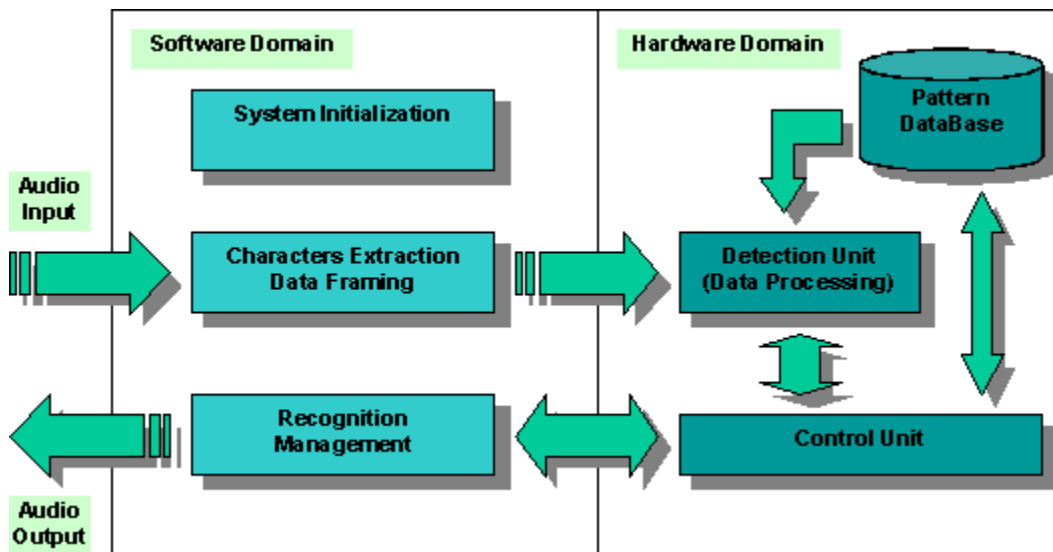 Software Domain
Hardware Domain
System Initialization
Pattern
DataBase
Audio
Input
Characters Extraction
Data Framing
Detection Unit
(Data Processing)
Recognition
Management
Control Unit
Audio
Output